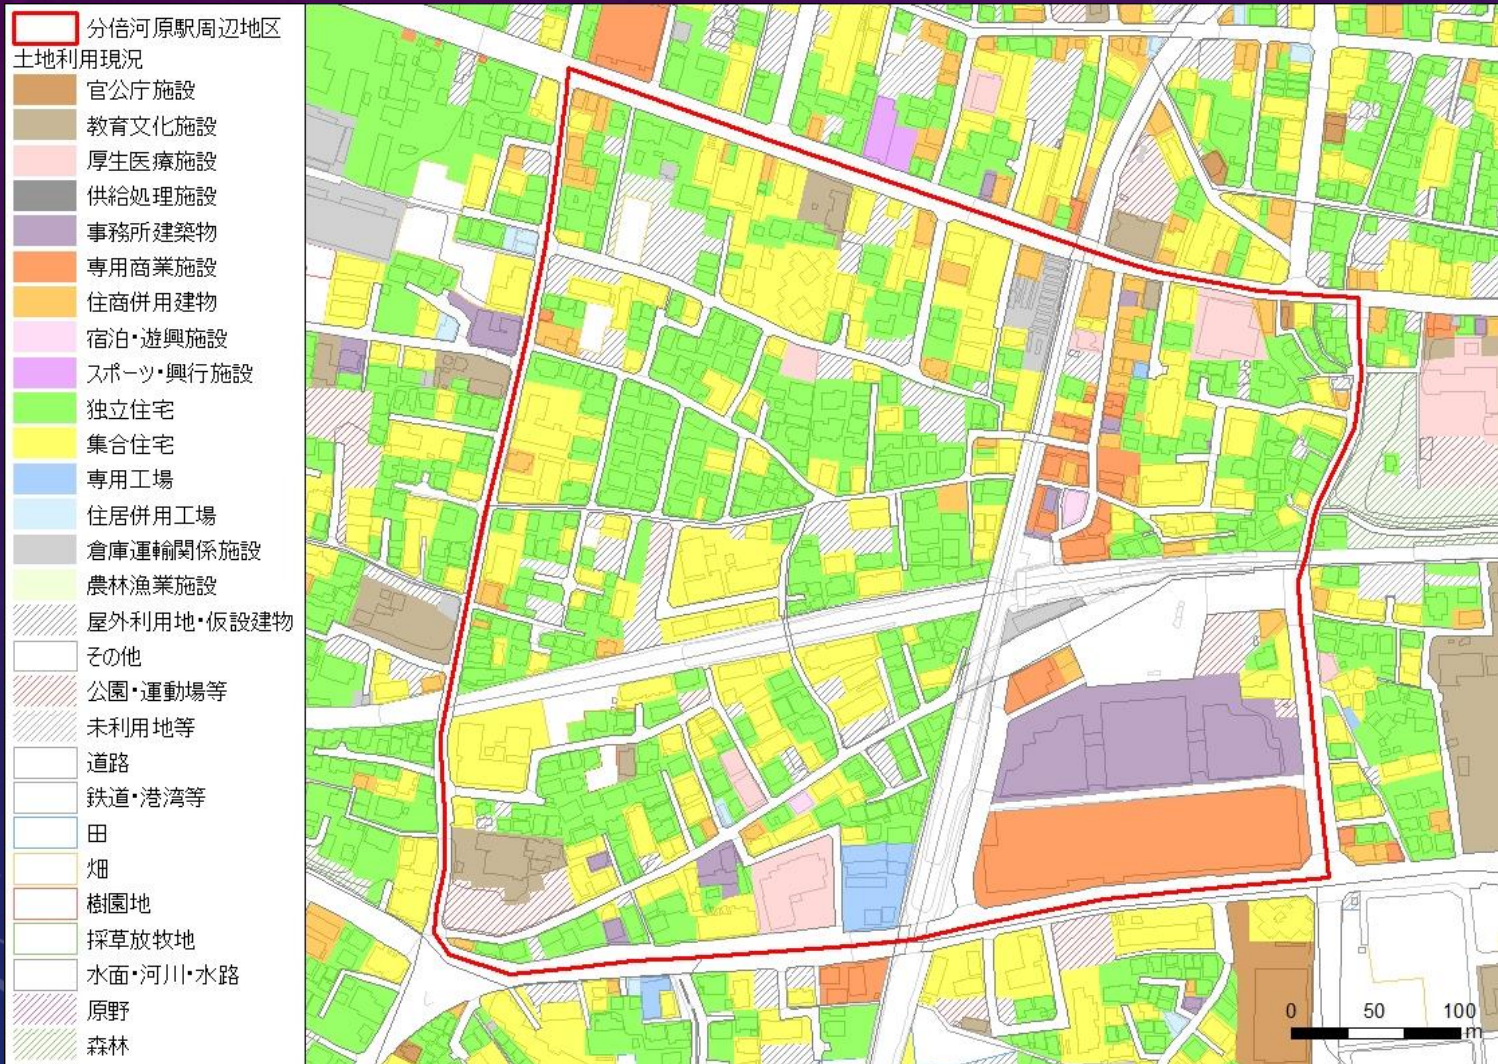 分倍河原駅周辺地区
土地利用現況
官公庁施設
教育文化施設
厚生医療施設
供給処理施設
事務所建築物
専用商業施設
住商併用建物
宿泊・遊興施設
スポーツ・興行施設
独立住宅
集合住宅
専用工場
住居併用工場
倉庫運輸関係施設
農林漁業施設
屋外利用地・仮設建物
その他
公園・運動場等
未利用地等
道路
鉄道・港湾等
田
畑
樹園地
採草放牧地
水面・河川・水路
原野
森林
0 50 100
m